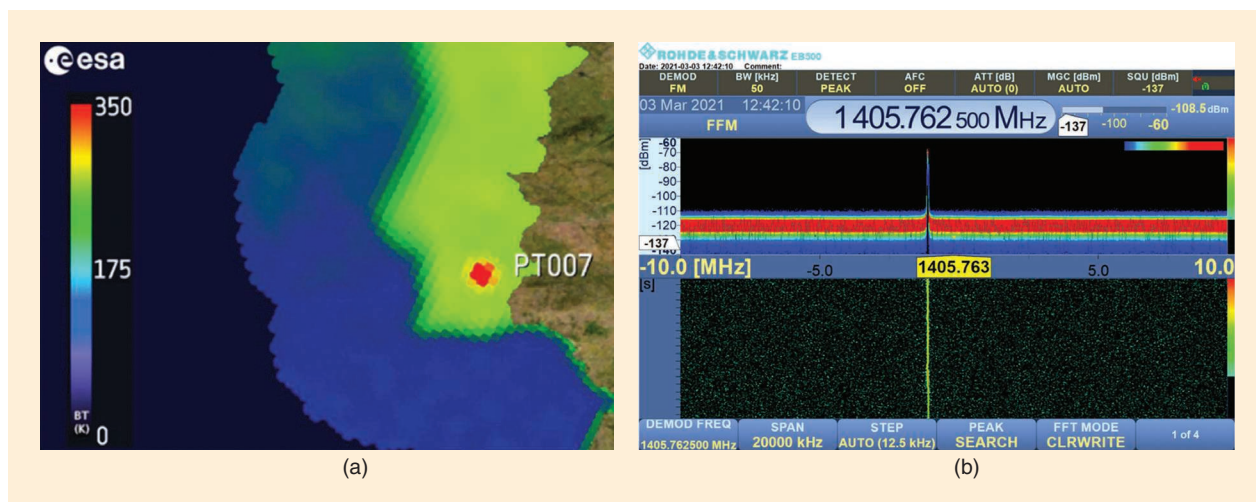 esa
350
175
BT
(K)
0
PT007
(a)
ROHDE&SCHWARZ EB500
Date: 2021-03-03 12:42:10 Comment:
DEMOD BW [kHz] DETECT AFC ATT [dB] MGC [dBm] SQU [dBm]
FM 50 PEAK OFF AUTO (0) AUTO -137
03 Mar 2021 12:42:10
FFM
1405.762 500 MHz
-137 -100 -60
-108.5 dBm
[dBm]
-60
-70
-80
-90
-100
-110
-120
-137
-140
-10.0 [MHz] -5.0 1405.763 5.0 10.0
[s]
DEMOD FREQ SPAN STEP PEAK FFT MODE 1 of 4
1405.762500 MHz 20000 kHz AUTO (12.5 kHz) SEARCH CLRWRITE
(b)